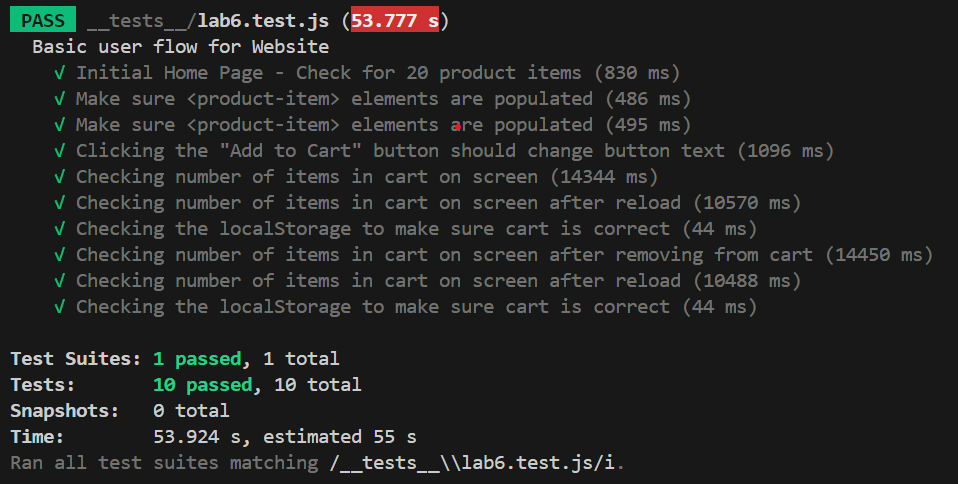 PASS __tests__/lab6.test.js (53.777 s)
Basic user flow for Website
√ Initial Home Page - Check for 20 product items (830 ms)
√ Make sure <product-item> elements are populated (486 ms)
√ Make sure <product-item> elements are populated (495 ms)
√ Clicking the "Add to Cart" button should change button text (1096 ms)
√ Checking number of items in cart on screen (14344 ms)
√ Checking number of items in cart on screen after reload (10570 ms)
√ Checking the localStorage to make sure cart is correct (44 ms)
√ Checking number of items in cart on screen after removing from cart (14450 ms)
√ Checking number of items in cart on screen after reload (10488 ms)
√ Checking the localStorage to make sure cart is correct (44 ms)
Test Suites: 1 passed, 1 total
Tests: 10 passed, 10 total
Snapshots: 0 total
Time: 53.924 s, estimated 55 s
Ran all test suites matching /__tests__\\lab6.test.js/i.